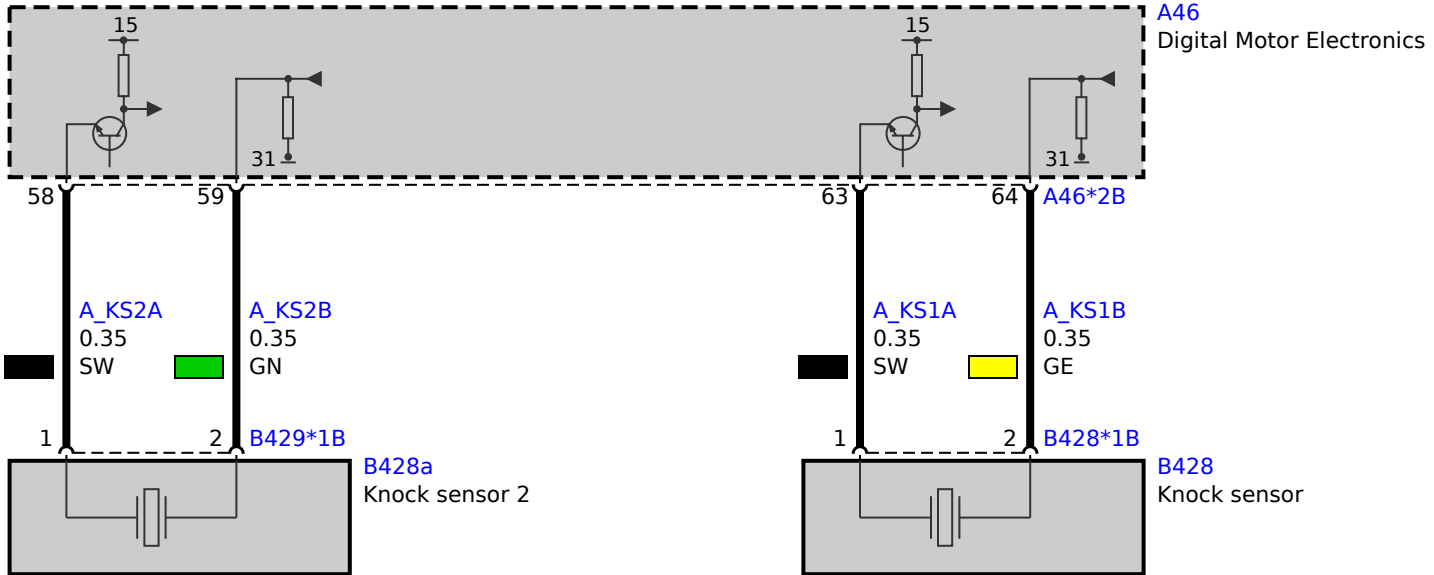 A46
Digital Motor Electronics
15
15
31
31
58
59
63
64
A46*2B
A_KS2A
0.35
SW
A_KS2B
0.35
GN
A_KS1A
0.35
SW
A_KS1B
0.35
GE
1
2
B429*1B
1
2
B428*1B
B428a
Knock sensor 2
B428
Knock sensor